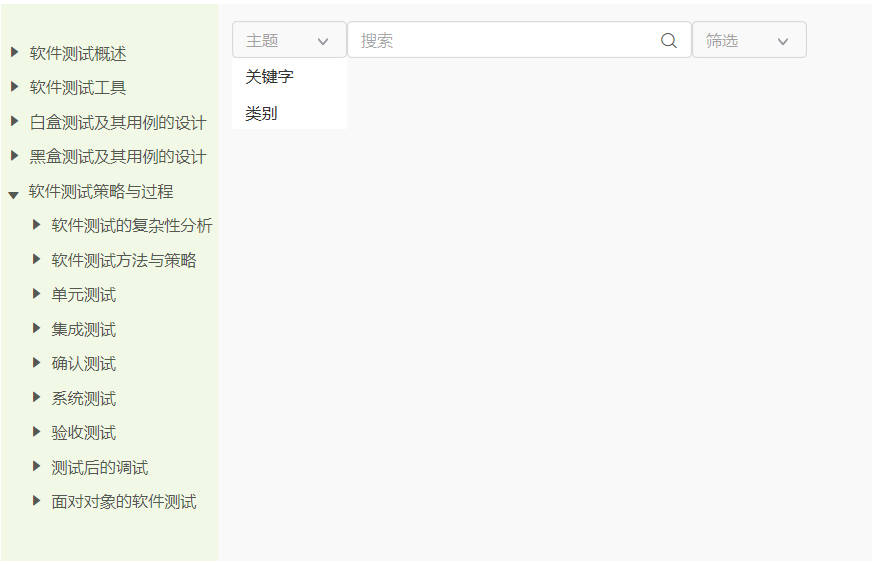 软件测试概述
软件测试工具
白盒测试及其用例的设计
黑盒测试及其用例的设计
软件测试策略与过程
软件测试的复杂性分析
软件测试方法与策略
单元测试
集成测试
确认测试
系统测试
验收测试
测试后的调试
面对对象的软件测试
主题 搜索 筛选
关键字
类别